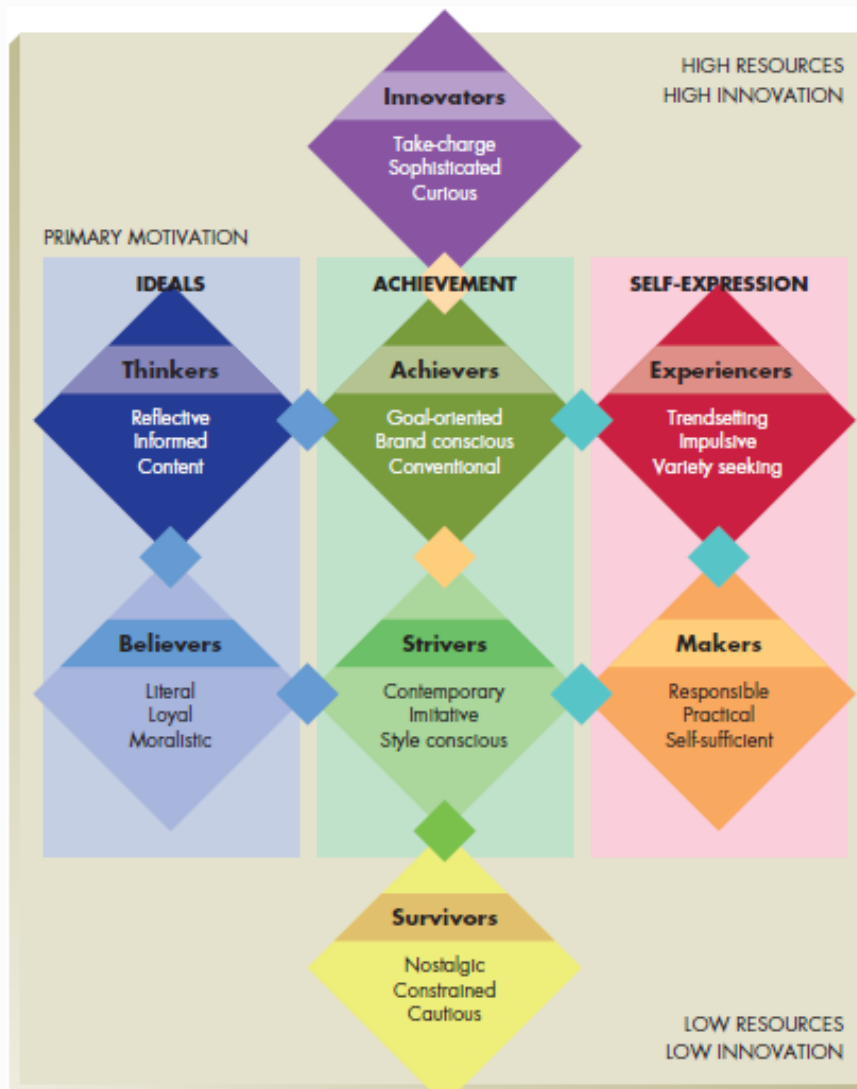 HIGH RESOURCES
HIGH INNOVATION
Innovators
Take-charge
Sophisticated
Curious
PRIMARY MOTIVATION
IDEALS
ACHIEVEMENT
SELF-EXPRESSION
Thinkers
Reflective
Informed
Content
Achievers
Goal-oriented
Brand conscious
Conventional
Experiencers
Trendsetting
Impulsive
Variety seeking
Believers
Literal
Loyal
Moralistic
Strivers
Contemporary
Imitative
Style conscious
Makers
Responsible
Practical
Self-sufficient
Survivors
Nostalgic
Constrained
Cautious
LOW RESOURCES
LOW INNOVATION